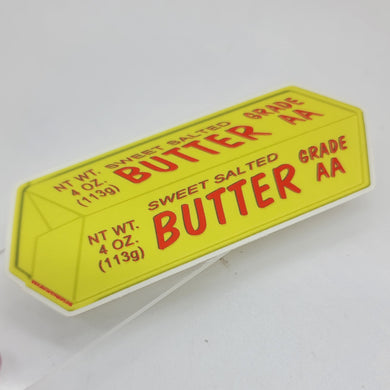 NT WT.
4 OZ.
(113g)
SWEET SALTED
BUTTER
GRADE
AA
NT WT.
4 OZ.
(113g)
SWEET SALTED
BUTTER
GRADE
AA